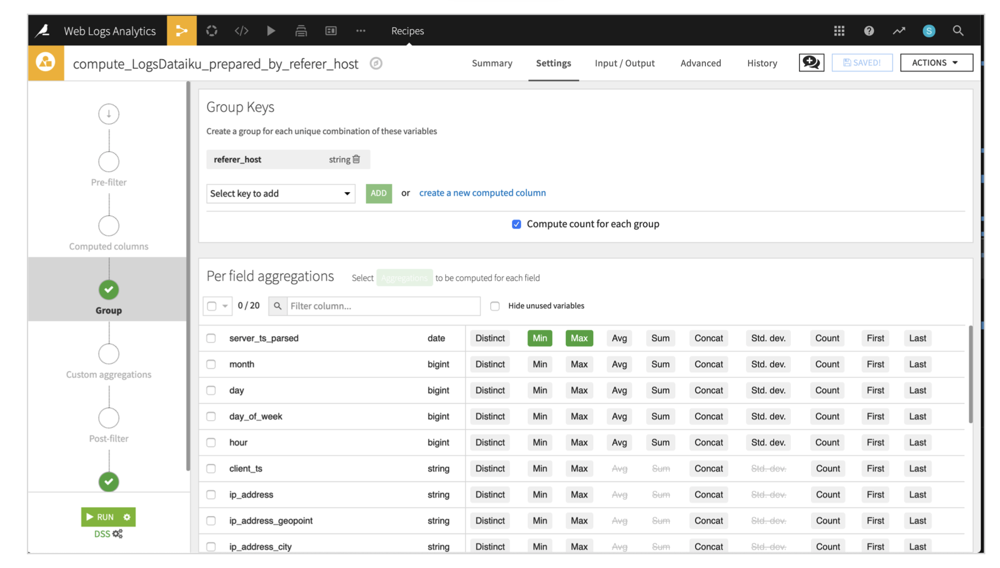 Web Logs Analytics </> ... Recipes ? S
compute_LogsDataiku_prepared_by_referer_host Summary Settings Input / Output Advanced History SAVED! ACTIONS
Pre-filter
Computed columns
Group
Custom aggregations
Post-filter
RUN
DSS
Group Keys
Create a group for each unique combination of these variables
referer_host string
Select key to add ADD or create a new computed column
Compute count for each group
Per field aggregations Select Aggregations to be computed for each field
0 / 20 Filter column... Hide unused variables
server_ts_parsed date Distinct Min Max Avg Sum Concat Std. dev. Count First Last
month bigint Distinct Min Max Avg Sum Concat Std. dev. Count First Last
day bigint Distinct Min Max Avg Sum Concat Std. dev. Count First Last
day_of_week bigint Distinct Min Max Avg Sum Concat Std. dev. Count First Last
hour bigint Distinct Min Max Avg Sum Concat Std. dev. Count First Last
client_ts string Distinct Min Max Avg Sum Concat Std. dev. Count First Last
ip_address string Distinct Min Max Avg Sum Concat Std. dev. Count First Last
ip_address_geopoint string Distinct Min Max Avg Sum Concat Std. dev. Count First Last
ip_address_city string Distinct Min Max Avg Sum Concat Std. dev. Count First Last